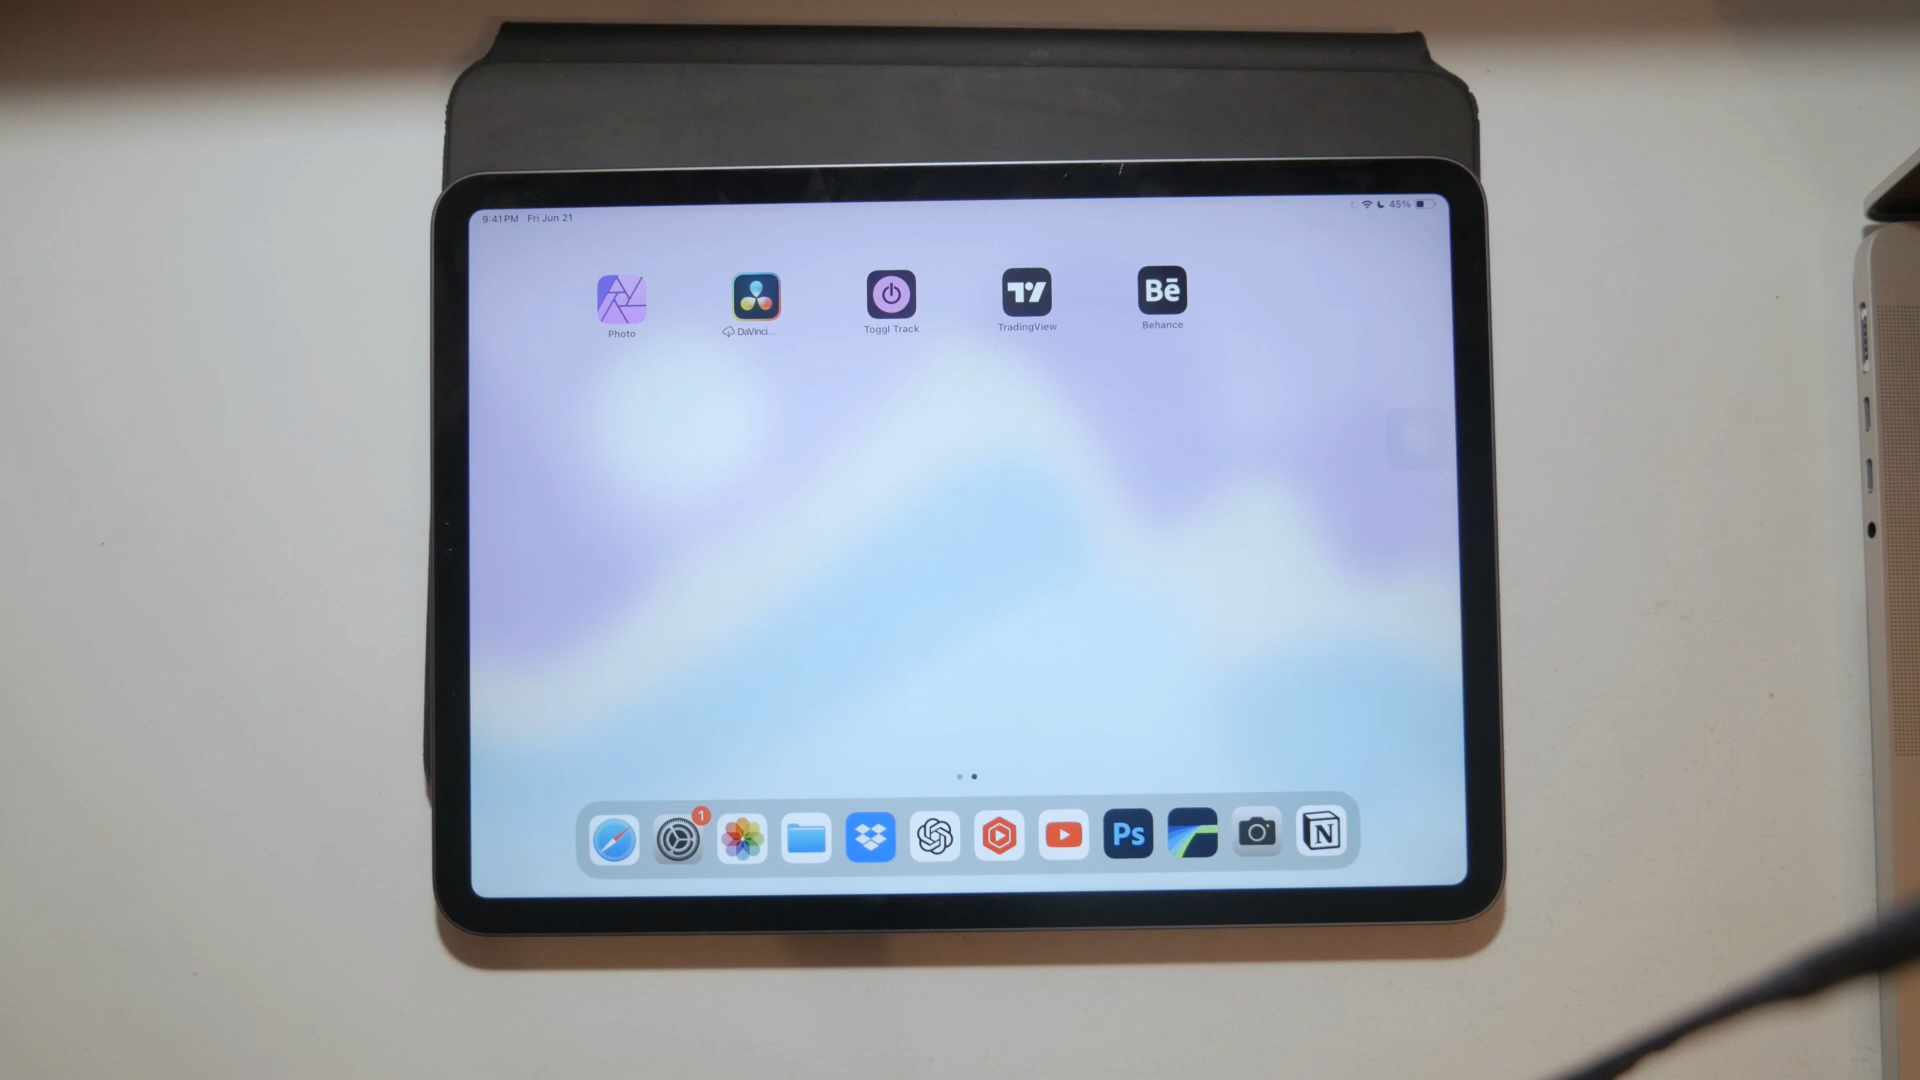 9:41 PM Fri Jun 21
45%
Bē
Photo
DaVinci...
Toggl Track
TradingView
Behance
1
Ps
N